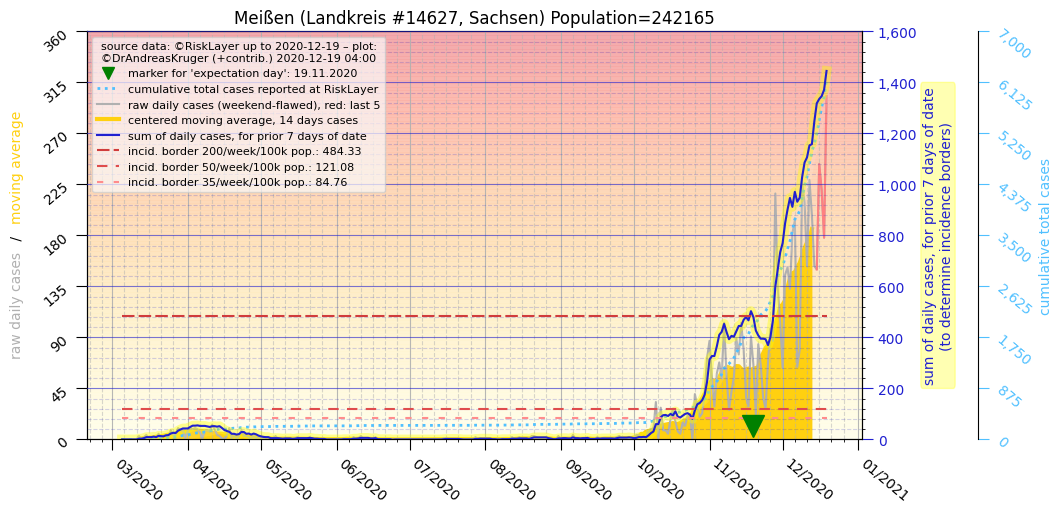 Meißen (Landkreis #14627, Sachsen) Population=242165
source data: ©RiskLayer up to 2020-12-19 – plot:
©DrAndreasKruger (+contrib.) 2020-12-19 04:00
marker for 'expectation day': 19.11.2020
cumulative total cases reported at RiskLayer
raw daily cases (weekend-flawed), red: last 5
centered moving average, 14 days cases
sum of daily cases, for prior 7 days of date
incid. border 200/week/100k pop.: 484.33
incid. border 50/week/100k pop.: 121.08
incid. border 35/week/100k pop.: 84.76
raw daily cases / moving average
360
315
270
225
180
135
90
45
0
03/2020
04/2020
05/2020
06/2020
07/2020
08/2020
09/2020
10/2020
11/2020
12/2020
01/2021
1,600
1,400
1,200
1,000
800
600
400
200
0
sum of daily cases, for prior 7 days of date
(to determine incidence borders)
7,000
6,125
5,250
4,375
3,500
2,625
1,750
875
0
cumulative total cases